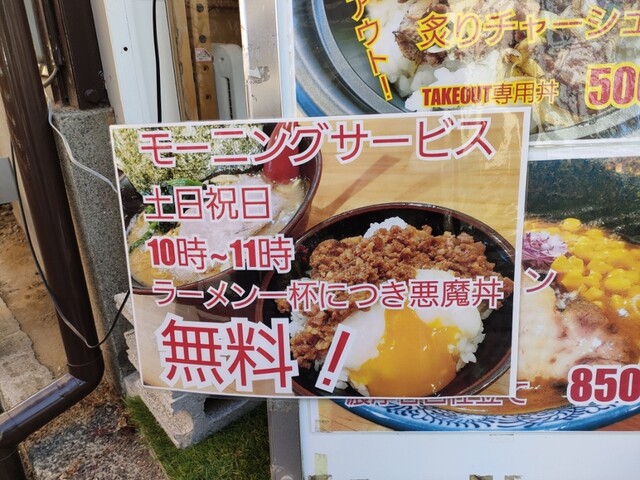 アウト！
炙りチャーシュ
TAKEOUT専用丼
500
モーニングサービス
土日祝日
10時~11時
ラーメン一杯につき悪魔丼
無料！
ン
850